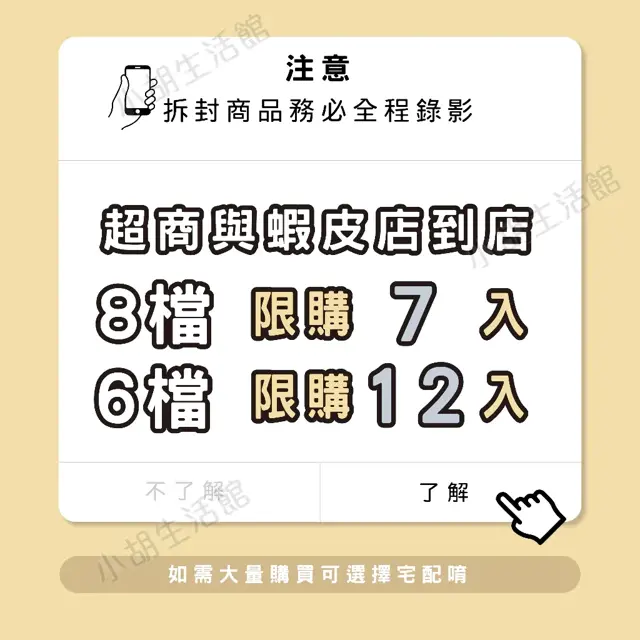 小胡生活館
注意
拆封商品務必全程錄影
小胡生活館
超商與蝦皮店到店
8檔 限購 7 入
6檔 限購 12 入
不了解
了解
小胡生活館
如需大量購買可選擇宅配唷